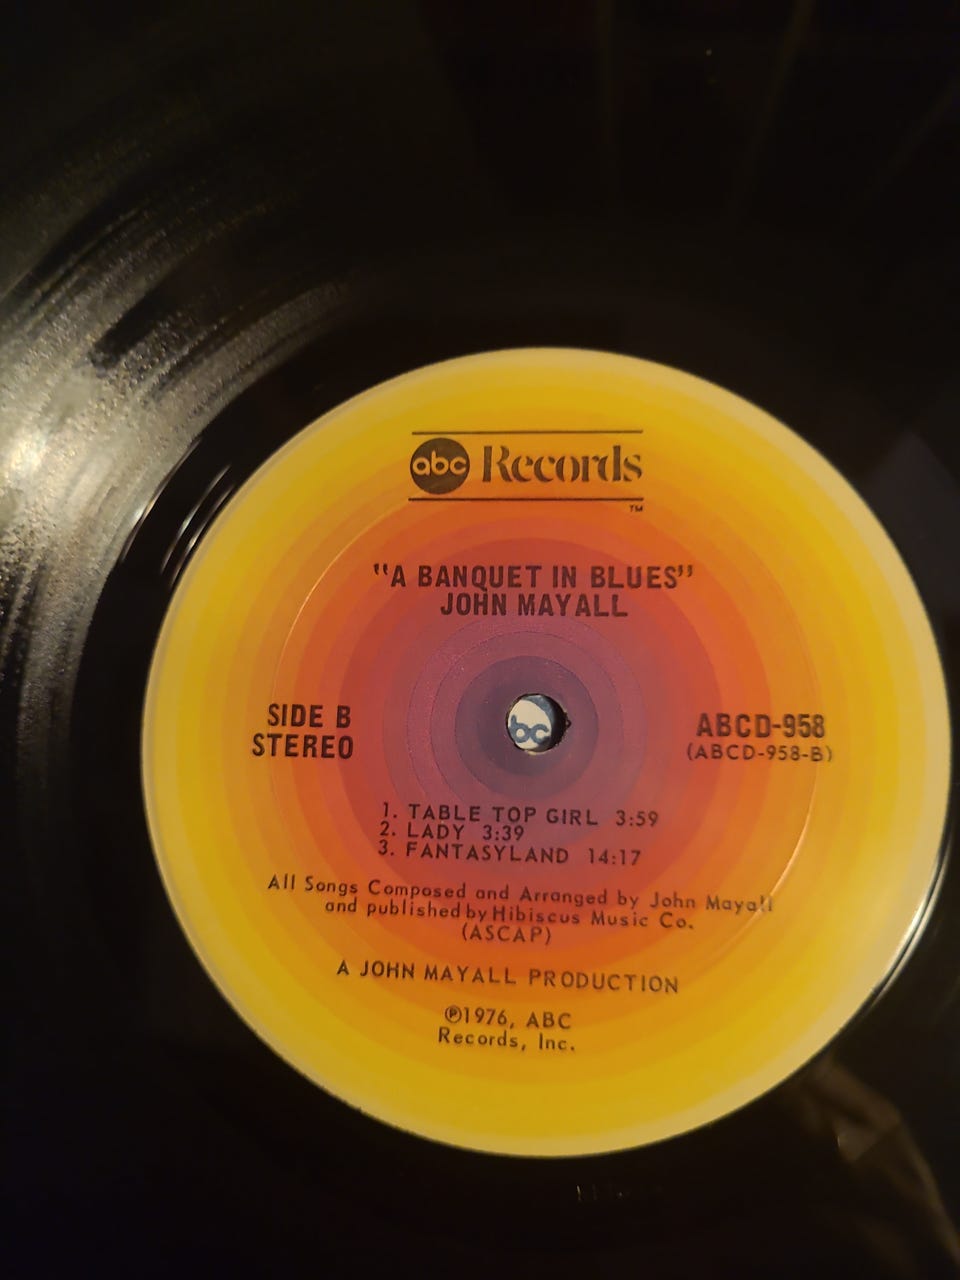 abc Records
TM
"A BANQUET IN BLUES"
JOHN MAYALL
SIDE B
STEREO
ABCD-958
(ABCD-958-B)
bc
1. TABLE TOP GIRL 3:59
2. LADY 3:39
3. FANTASYLAND 14:17
All Songs Composed and Arranged by John Mayall
and published by Hibiscus Music Co.
(ASCAP)
A JOHN MAYALL PRODUCTION
℗1976, ABC
Records, Inc.